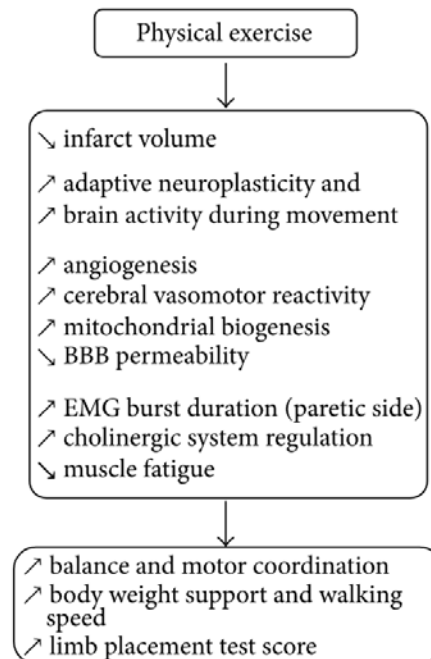 Physical exercise
↘ infarct volume
↗ adaptive neuroplasticity and
↗ brain activity during movement
↗ angiogenesis
↗ cerebral vasomotor reactivity
↗ mitochondrial biogenesis
↘ BBB permeability
↗ EMG burst duration (paretic side)
↗ cholinergic system regulation
↘ muscle fatigue
↗ balance and motor coordination
↗ body weight support and walking
speed
↗ limb placement test score